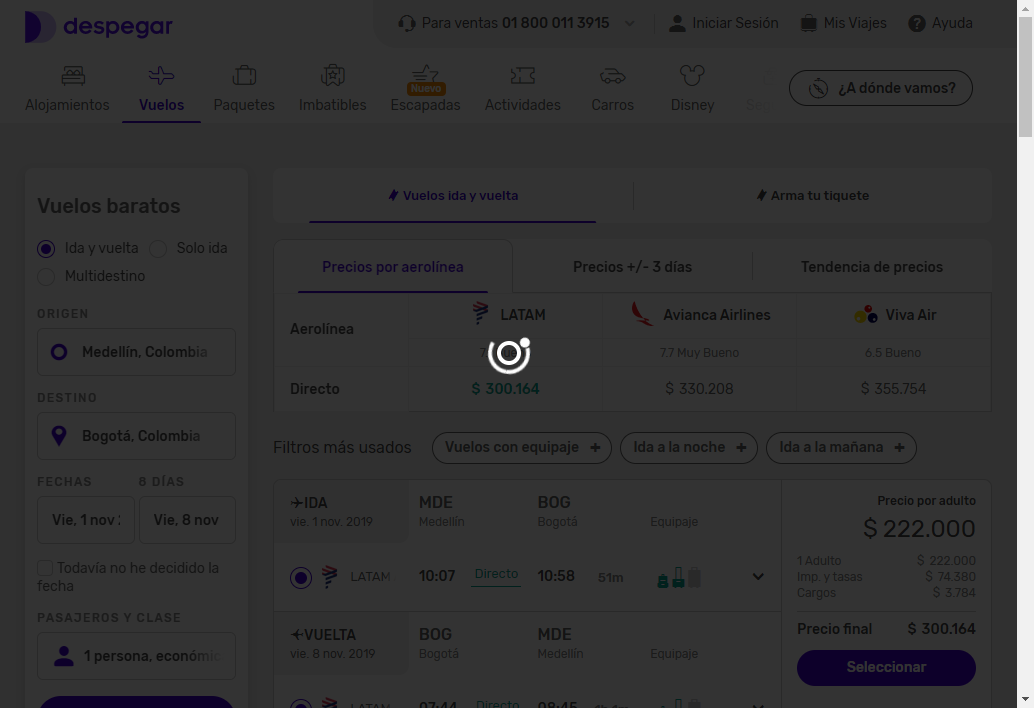 despegar
Para ventas 01 800 011 3915
Iniciar Sesión
Mis Viajes
Ayuda
Alojamientos
Vuelos
Paquetes
Imbatibles
Nuevo
Escapadas
Actividades
Carros
Disney
¿A dónde vamos?
Vuelos baratos
Ida y vuelta
Solo ida
Multidestino
ORIGEN
Medellín, Colombia
DESTINO
Bogotá, Colombia
FECHAS
8 DÍAS
Vie, 1 nov
Vie, 8 nov
Todavía no he decidido la
fecha
PASAJEROS Y CLASE
1 persona, económic
Vuelos ida y vuelta
Arma tu tiquete
Precios por aerolínea
Precios +/- 3 días
Tendencia de precios
Aerolínea
LATAM
Avianca Airlines
Viva Air
7.7 Muy Bueno
6.5 Bueno
Directo
$ 300.164
$ 330.208
$ 355.754
Filtros más usados
Vuelos con equipaje +
Ida a la noche +
Ida a la mañana +
IDA
vie. 1 nov. 2019
MDE
Medellín
BOG
Bogotá
Equipaje
LATAM
10:07
Directo
10:58
51m
VUELTA
vie. 8 nov. 2019
BOG
Bogotá
MDE
Medellín
Equipaje
LATAM
07:44
Directo
08:45
Precio por adulto
$ 222.000
1 Adulto $ 222.000
Imp. y tasas $ 74.380
Cargos $ 3.784
Precio final $ 300.164
Seleccionar